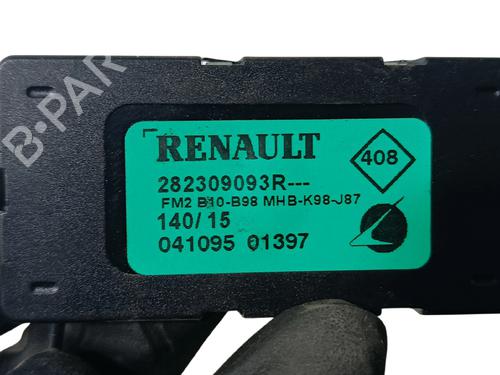 B-PAR
RENAULT
408
282309093R---
FM2 B10-B98 MHB-K98-J87
140/15
041095 01397